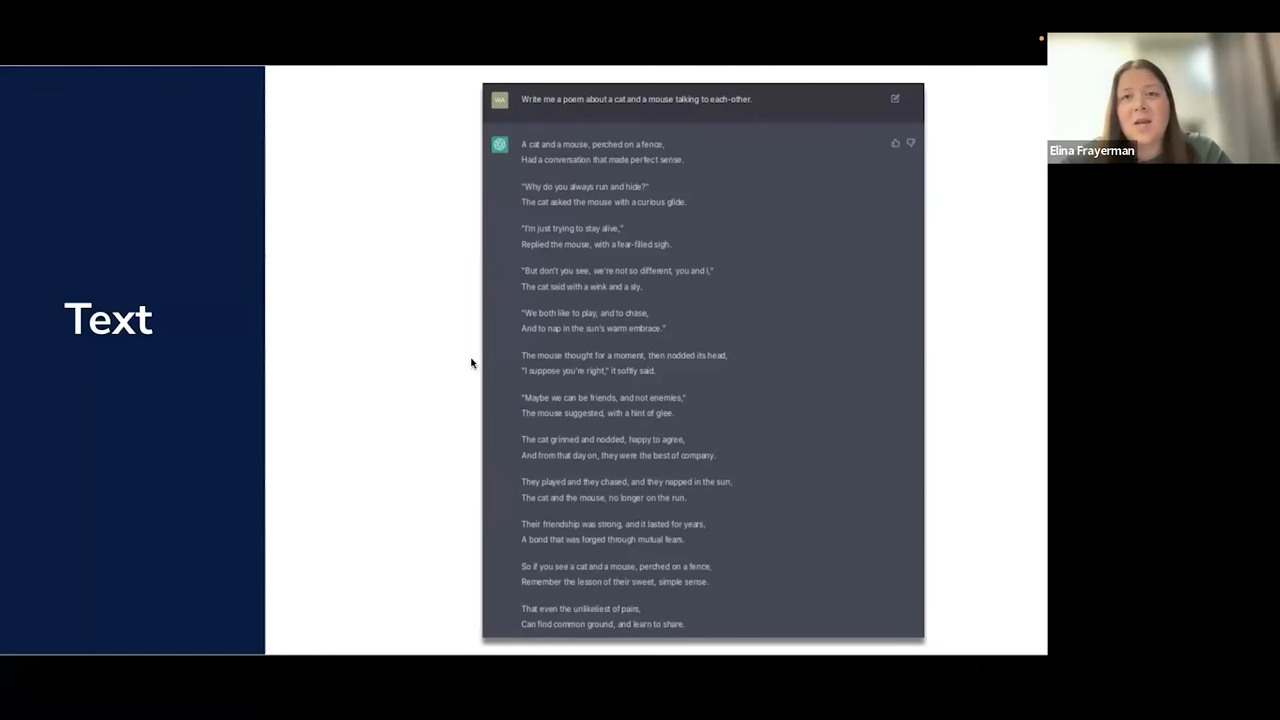 Text
WA
Write me a poem about a cat and a mouse talking to each-other.
A cat and a mouse, perched on a fence,
Had a conversation that made perfect sense.
"Why do you always run and hide?"
The cat asked the mouse with a curious glide.
"I'm just trying to stay alive,"
Replied the mouse, with a fear-filled sigh.
"But don't you see, we're not so different, you and I,"
The cat said with a wink and a sly.
"We both like to play, and to chase,
And to nap in the sun's warm embrace."
The mouse thought for a moment, then nodded its head,
"I suppose you're right," it softly said.
"Maybe we can be friends, and not enemies,"
The mouse suggested, with a hint of glee.
The cat grinned and nodded, happy to agree,
And from that day on, they were the best of company.
They played and they chased, and they napped in the sun,
The cat and the mouse, no longer on the run.
Their friendship was strong, and it lasted for years,
A bond that was forged through mutual fears.
So if you see a cat and a mouse, perched on a fence,
Remember the lesson of their sweet, simple sense.
That even the unlikeliest of pairs,
Can find common ground, and learn to share.
Elina Frayerman